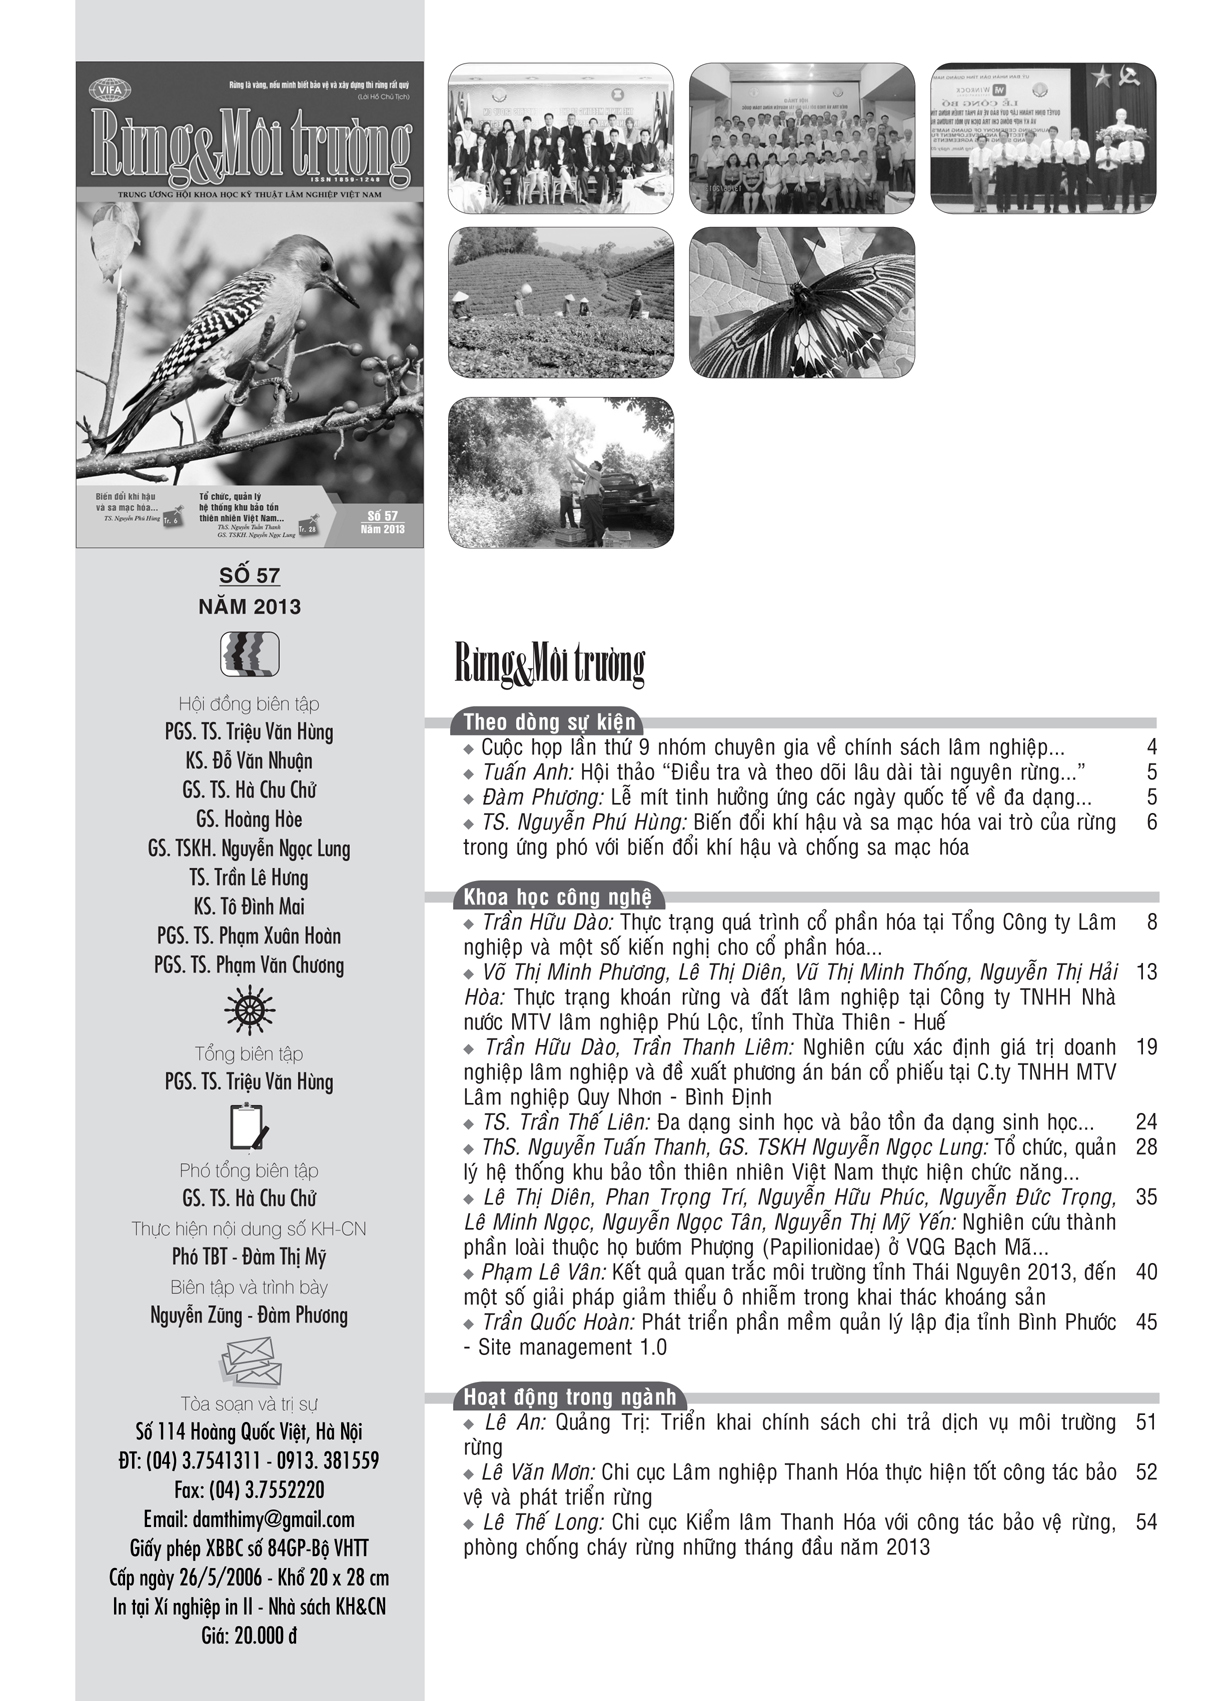 VIFA
Rừng là vàng, nếu mình biết bảo vệ và xây dựng thì rừng rất quý
(Lời Hồ Chủ Tịch)
Rừng&Môi trường
ISSN 1859-1248
TRUNG ƯƠNG HỘI KHOA HỌC KỸ THUẬT LÂM NGHIỆP VIỆT NAM
Biến đổi khí hậu
và sa mạc hóa...
TS. Nguyễn Phú Hùng
Tr. 6
Tổ chức, quản lý
hệ thống khu bảo tồn
thiên nhiên Việt Nam...
ThS. Nguyễn Tuấn Thanh
GS. TSKH. Nguyễn Ngọc Lung
Tr. 28
Số 57
Năm 2013
SỐ 57
NĂM 2013
Hội đồng biên tập
PGS. TS. Triệu Văn Hùng
KS. Đỗ Văn Nhuận
GS. TS. Hà Chu Chử
GS. Hoàng Hòe
GS. TSKH. Nguyễn Ngọc Lung
TS. Trần Lê Hưng
KS. Tô Đình Mai
PGS. TS. Phạm Xuân Hoàn
PGS. TS. Phạm Văn Chương
Tổng biên tập
PGS. TS. Triệu Văn Hùng
Phó tổng biên tập
GS. TS. Hà Chu Chử
Thực hiện nội dung số KH-CN
Phó TBT - Đàm Thị Mỹ
Biên tập và trình bày
Nguyễn Zũng - Đàm Phương
Tòa soạn và trị sự
Số 114 Hoàng Quốc Việt, Hà Nội
ĐT: (04) 3.7541311 - 0913. 381559
Fax: (04) 3.7552220
Email: damthimy@gmail.com
Giấy phép XBBC số 84GP-Bộ VHTT
Cấp ngày 26/5/2006 - Khổ 20 x 28 cm
In tại Xí nghiệp in II - Nhà sách KH&CN
Giá: 20.000 đ
Rừng&Môi trường
Theo dòng sự kiện
◆ Cuộc họp lần thứ 9 nhóm chuyên gia về chính sách lâm nghiệp... 4
◆ Tuấn Anh: Hội thảo “Điều tra và theo dõi lâu dài tài nguyên rừng...” 5
◆ Đàm Phương: Lễ mít tinh hưởng ứng các ngày quốc tế về đa dạng... 5
◆ TS. Nguyễn Phú Hùng: Biến đổi khí hậu và sa mạc hóa vai trò của rừng 6
trong ứng phó với biến đổi khí hậu và chống sa mạc hóa
Khoa học công nghệ
◆ Trần Hữu Dào: Thực trạng quá trình cổ phần hóa tại Tổng Công ty Lâm 8
nghiệp và một số kiến nghị cho cổ phần hóa...
◆ Võ Thị Minh Phương, Lê Thị Diên, Vũ Thị Minh Thống, Nguyễn Thị Hải 13
Hòa: Thực trạng khoán rừng và đất lâm nghiệp tại Công ty TNHH Nhà
nước MTV lâm nghiệp Phú Lộc, tỉnh Thừa Thiên - Huế
◆ Trần Hữu Dào, Trần Thanh Liêm: Nghiên cứu xác định giá trị doanh 19
nghiệp lâm nghiệp và đề xuất phương án bán cổ phiếu tại C.ty TNHH MTV
Lâm nghiệp Quy Nhơn - Bình Định
◆ TS. Trần Thế Liên: Đa dạng sinh học và bảo tồn đa dạng sinh học... 24
◆ ThS. Nguyễn Tuấn Thanh, GS. TSKH Nguyễn Ngọc Lung: Tổ chức, quản 28
lý hệ thống khu bảo tồn thiên nhiên Việt Nam thực hiện chức năng...
◆ Lê Thị Diên, Phan Trọng Trí, Nguyễn Hữu Phúc, Nguyễn Đức Trọng, 35
Lê Minh Ngọc, Nguyễn Ngọc Tân, Nguyễn Thị Mỹ Yến: Nghiên cứu thành
phần loài thuộc họ bướm Phượng (Papilionidae) ở VQG Bạch Mã...
◆ Phạm Lê Vân: Kết quả quan trắc môi trường tỉnh Thái Nguyên 2013, đến 40
một số giải pháp giảm thiểu ô nhiễm trong khai thác khoáng sản
◆ Trần Quốc Hoàn: Phát triển phần mềm quản lý lập địa tỉnh Bình Phước 45
- Site management 1.0
Hoạt động trong ngành
◆ Lê An: Quảng Trị: Triển khai chính sách chi trả dịch vụ môi trường 51
rừng
◆ Lê Văn Mơn: Chi cục Lâm nghiệp Thanh Hóa thực hiện tốt công tác bảo 52
vệ và phát triển rừng
◆ Lê Thế Long: Chi cục Kiểm lâm Thanh Hóa với công tác bảo vệ rừng, 54
phòng chống cháy rừng những tháng đầu năm 2013